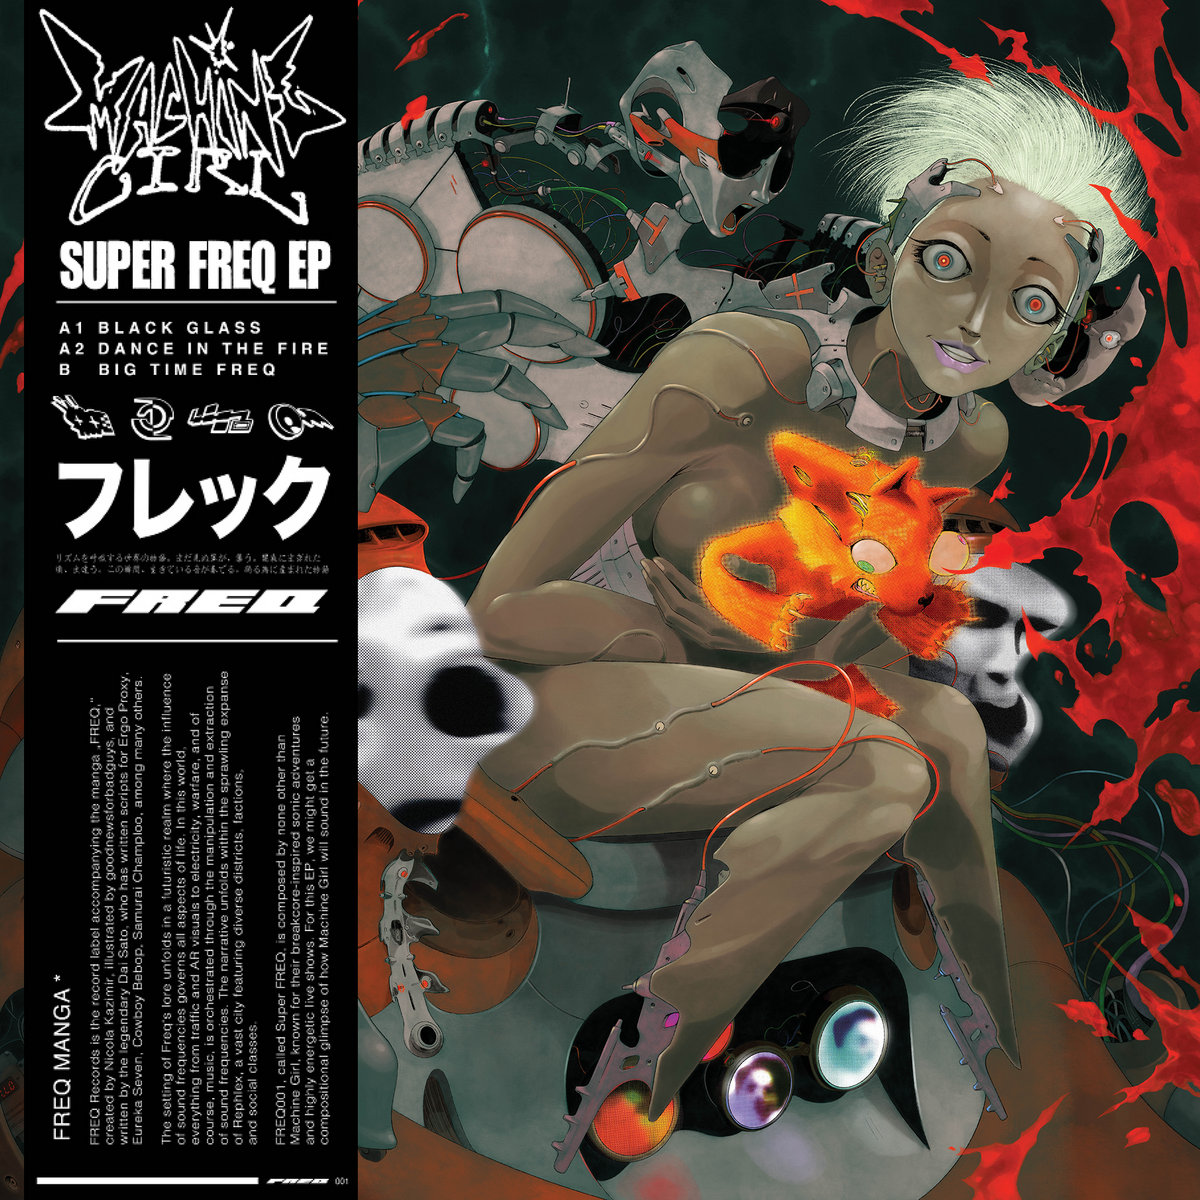 MACHINE
GIRL
SUPER FREQ EP
A1 BLACK GLASS
A2 DANCE IN THE FIRE
B BIG TIME FREQ
フレック
FREQ
FREQ MANGA*
FREQ Records is the record label accompanying the manga „FREQ,“
created by Nicola Kazimir, illustrated by goodnewsforbadguys, and
written by the legendary Dai Sato, who has written scripts for Ergo Proxy,
Eureka Seven, Cowboy Bebop, Samurai Champloo, among many others.
The setting of Freq's lore unfolds in a futuristic realm where the influence
of sound frequencies governs all aspects of life. In this world,
everything from traffic and AR visuals to electricity, warfare, and of
course, music, is orchestrated through the manipulation and extraction
of sound frequencies. The narrative unfolds within the sprawling expanse
of Rephlex, a vast city featuring diverse districts, factions,
and social classes.
FREQ001, called Super FREQ, is composed by none other than
Machine Girl, known for their breakcore-inspired sonic adventures
and highly energetic live shows. For this EP, we might get a
compositional glimpse of how Machine Girl will sound in the future.
FREQ 001